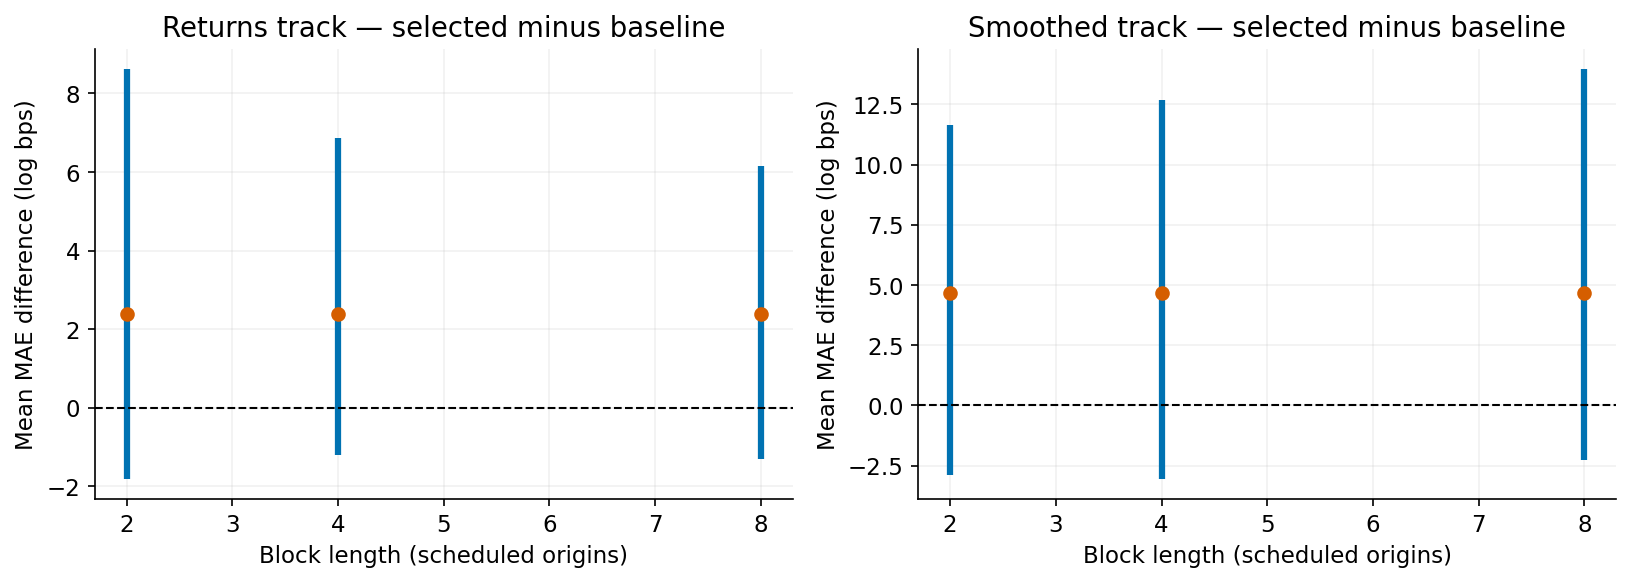 Returns track — selected minus baseline
Mean MAE difference (log bps)
8
6
4
2
0
−2
2 3 4 5 6 7 8
Block length (scheduled origins)
Smoothed track — selected minus baseline
Mean MAE difference (log bps)
12.5
10.0
7.5
5.0
2.5
0.0
−2.5
2 3 4 5 6 7 8
Block length (scheduled origins)